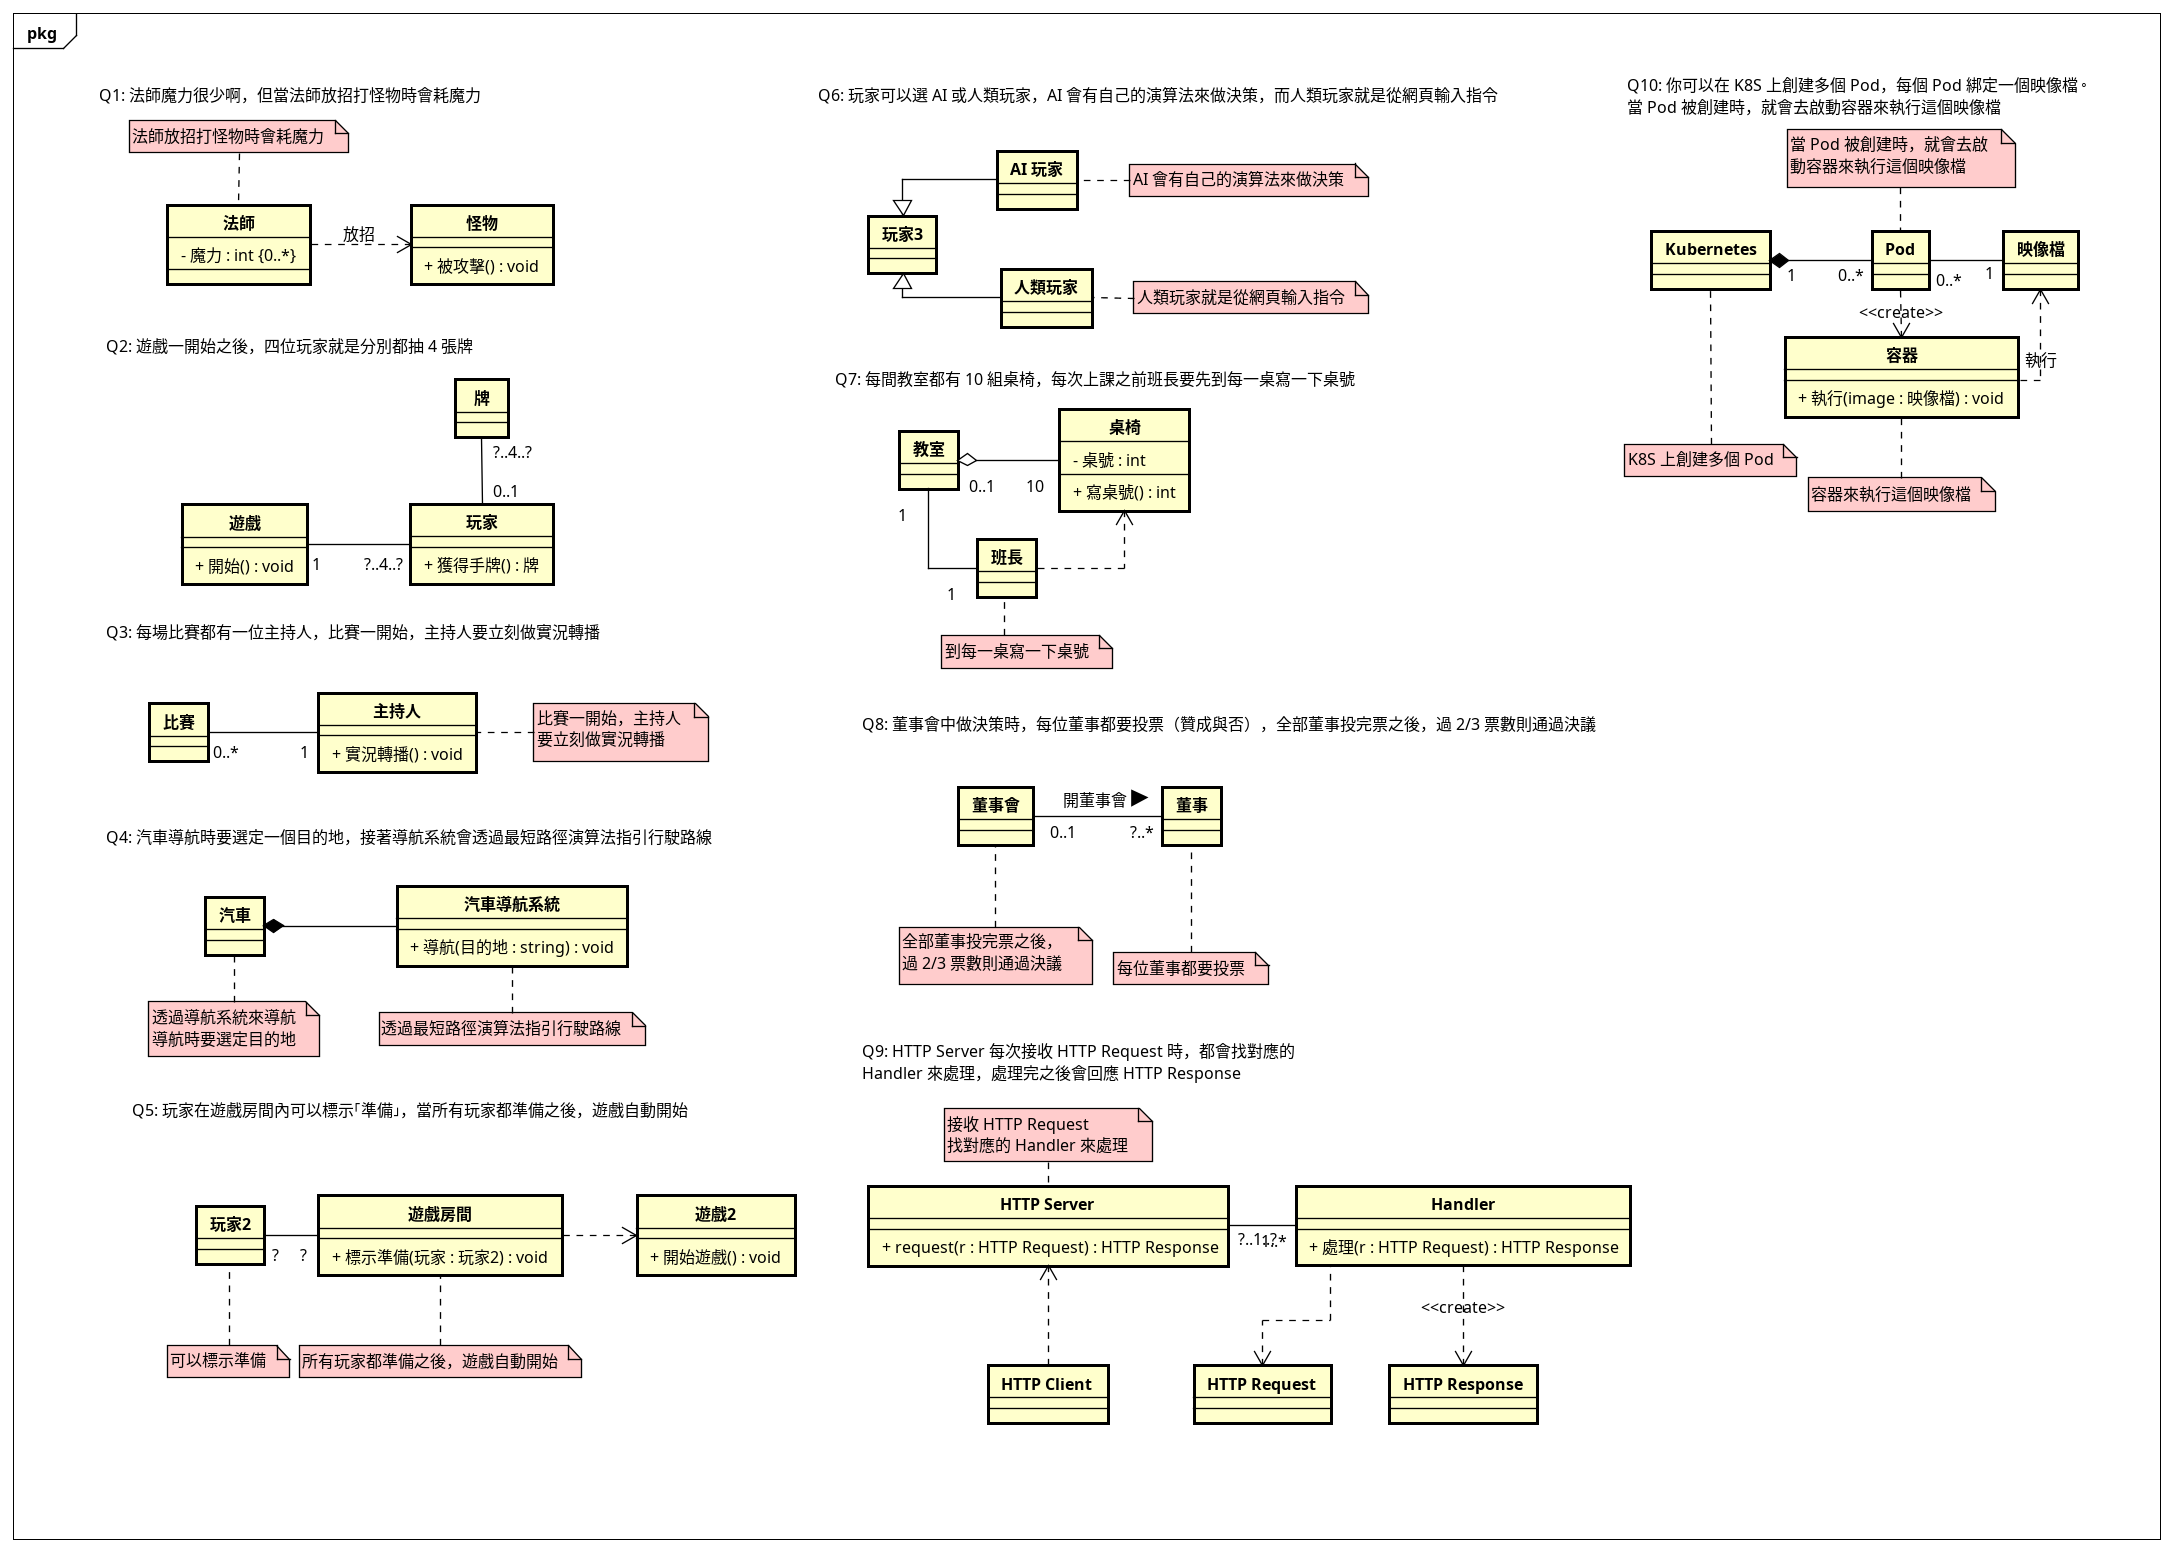 pkg
Q1: 法師魔力很少啊，但當法師放招打怪物時會耗魔力
法師放招打怪物時會耗魔力
法師
- 魔力 : int {0..*}
放招
怪物
+ 被攻擊() : void
Q2: 遊戲一開始之後，四位玩家就是分別都抽 4 張牌
牌
?..4..?
0..1
遊戲
+ 開始() : void
1
?..4..?
玩家
+ 獲得手牌() : 牌
Q3: 每場比賽都有一位主持人，比賽一開始，主持人要立刻做實況轉播
比賽
0..*
1
主持人
+ 實況轉播() : void
比賽一開始，主持人
要立刻做實況轉播
Q4: 汽車導航時要選定一個目的地，接著導航系統會透過最短路徑演算法指引行駛路線
汽車
汽車導航系統
+ 導航(目的地 : string) : void
透過導航系統來導航
導航時要選定目的地
透過最短路徑演算法指引行駛路線
Q5: 玩家在遊戲房間內可以標示「準備」，當所有玩家都準備之後，遊戲自動開始
玩家2
?
?
遊戲房間
+ 標示準備(玩家 : 玩家2) : void
遊戲2
+ 開始遊戲() : void
可以標示準備
所有玩家都準備之後，遊戲自動開始
Q6: 玩家可以選 AI 或人類玩家，AI 會有自己的演算法來做決策，而人類玩家就是從網頁輸入指令
AI 玩家
AI 會有自己的演算法來做決策
玩家3
人類玩家
人類玩家就是從網頁輸入指令
Q7: 每間教室都有 10 組桌椅，每次上課之前班長要先到每一桌寫一下桌號
教室
0..1
10
桌椅
- 桌號 : int
+ 寫桌號() : int
1
1
班長
到每一桌寫一下桌號
Q8: 董事會中做決策時，每位董事都要投票（贊成與否），全部董事投完票之後，過 2/3 票數則通過決議
董事會
開董事會
0..1
?..*
董事
全部董事投完票之後，
過 2/3 票數則通過決議
每位董事都要投票
Q9: HTTP Server 每次接收 HTTP Request 時，都會找對應的
Handler 來處理，處理完之後會回應 HTTP Response
接收 HTTP Request
找對應的 Handler 來處理
HTTP Server
+ request(r : HTTP Request) : HTTP Response
?..1..?
1..*
Handler
+ 處理(r : HTTP Request) : HTTP Response
<<create>>
HTTP Client
HTTP Request
HTTP Response
Q10: 你可以在 K8S 上創建多個 Pod，每個 Pod 綁定一個映像檔。
當 Pod 被創建時，就會去啟動容器來執行這個映像檔
當 Pod 被創建時，就會去啟
動容器來執行這個映像檔
Kubernetes
1
0..*
Pod
0..*
1
映像檔
<<create>>
容器
+ 執行(image : 映像檔) : void
執行
K8S 上創建多個 Pod
容器來執行這個映像檔